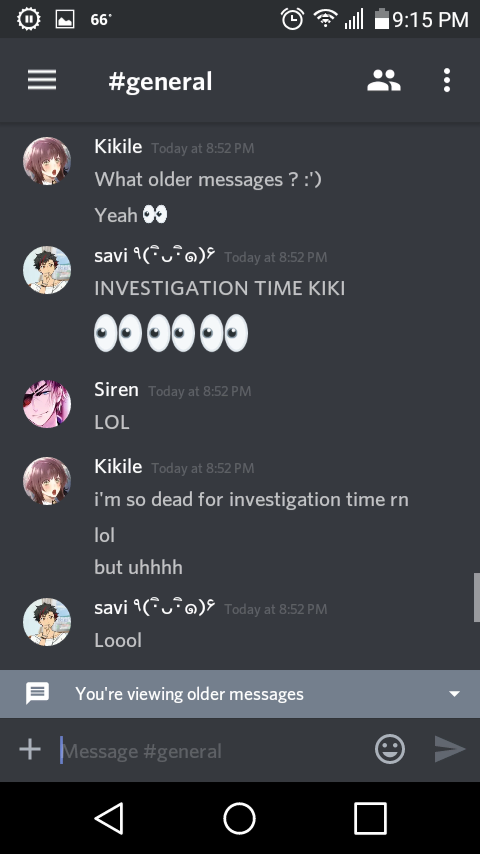 66°
9:15 PM
#general
Kikile Today at 8:52 PM
What older messages ? :')
Yeah 👀
savi ٩(･ิᴗ･ิ๑)۶ Today at 8:52 PM
INVESTIGATION TIME KIKI
👀👀👀
Siren Today at 8:52 PM
LOL
Kikile Today at 8:52 PM
i'm so dead for investigation time rn
lol
but uhhhh
savi ٩(･ิᴗ･ิ๑)۶ Today at 8:52 PM
Loool
You're viewing older messages
Message #general